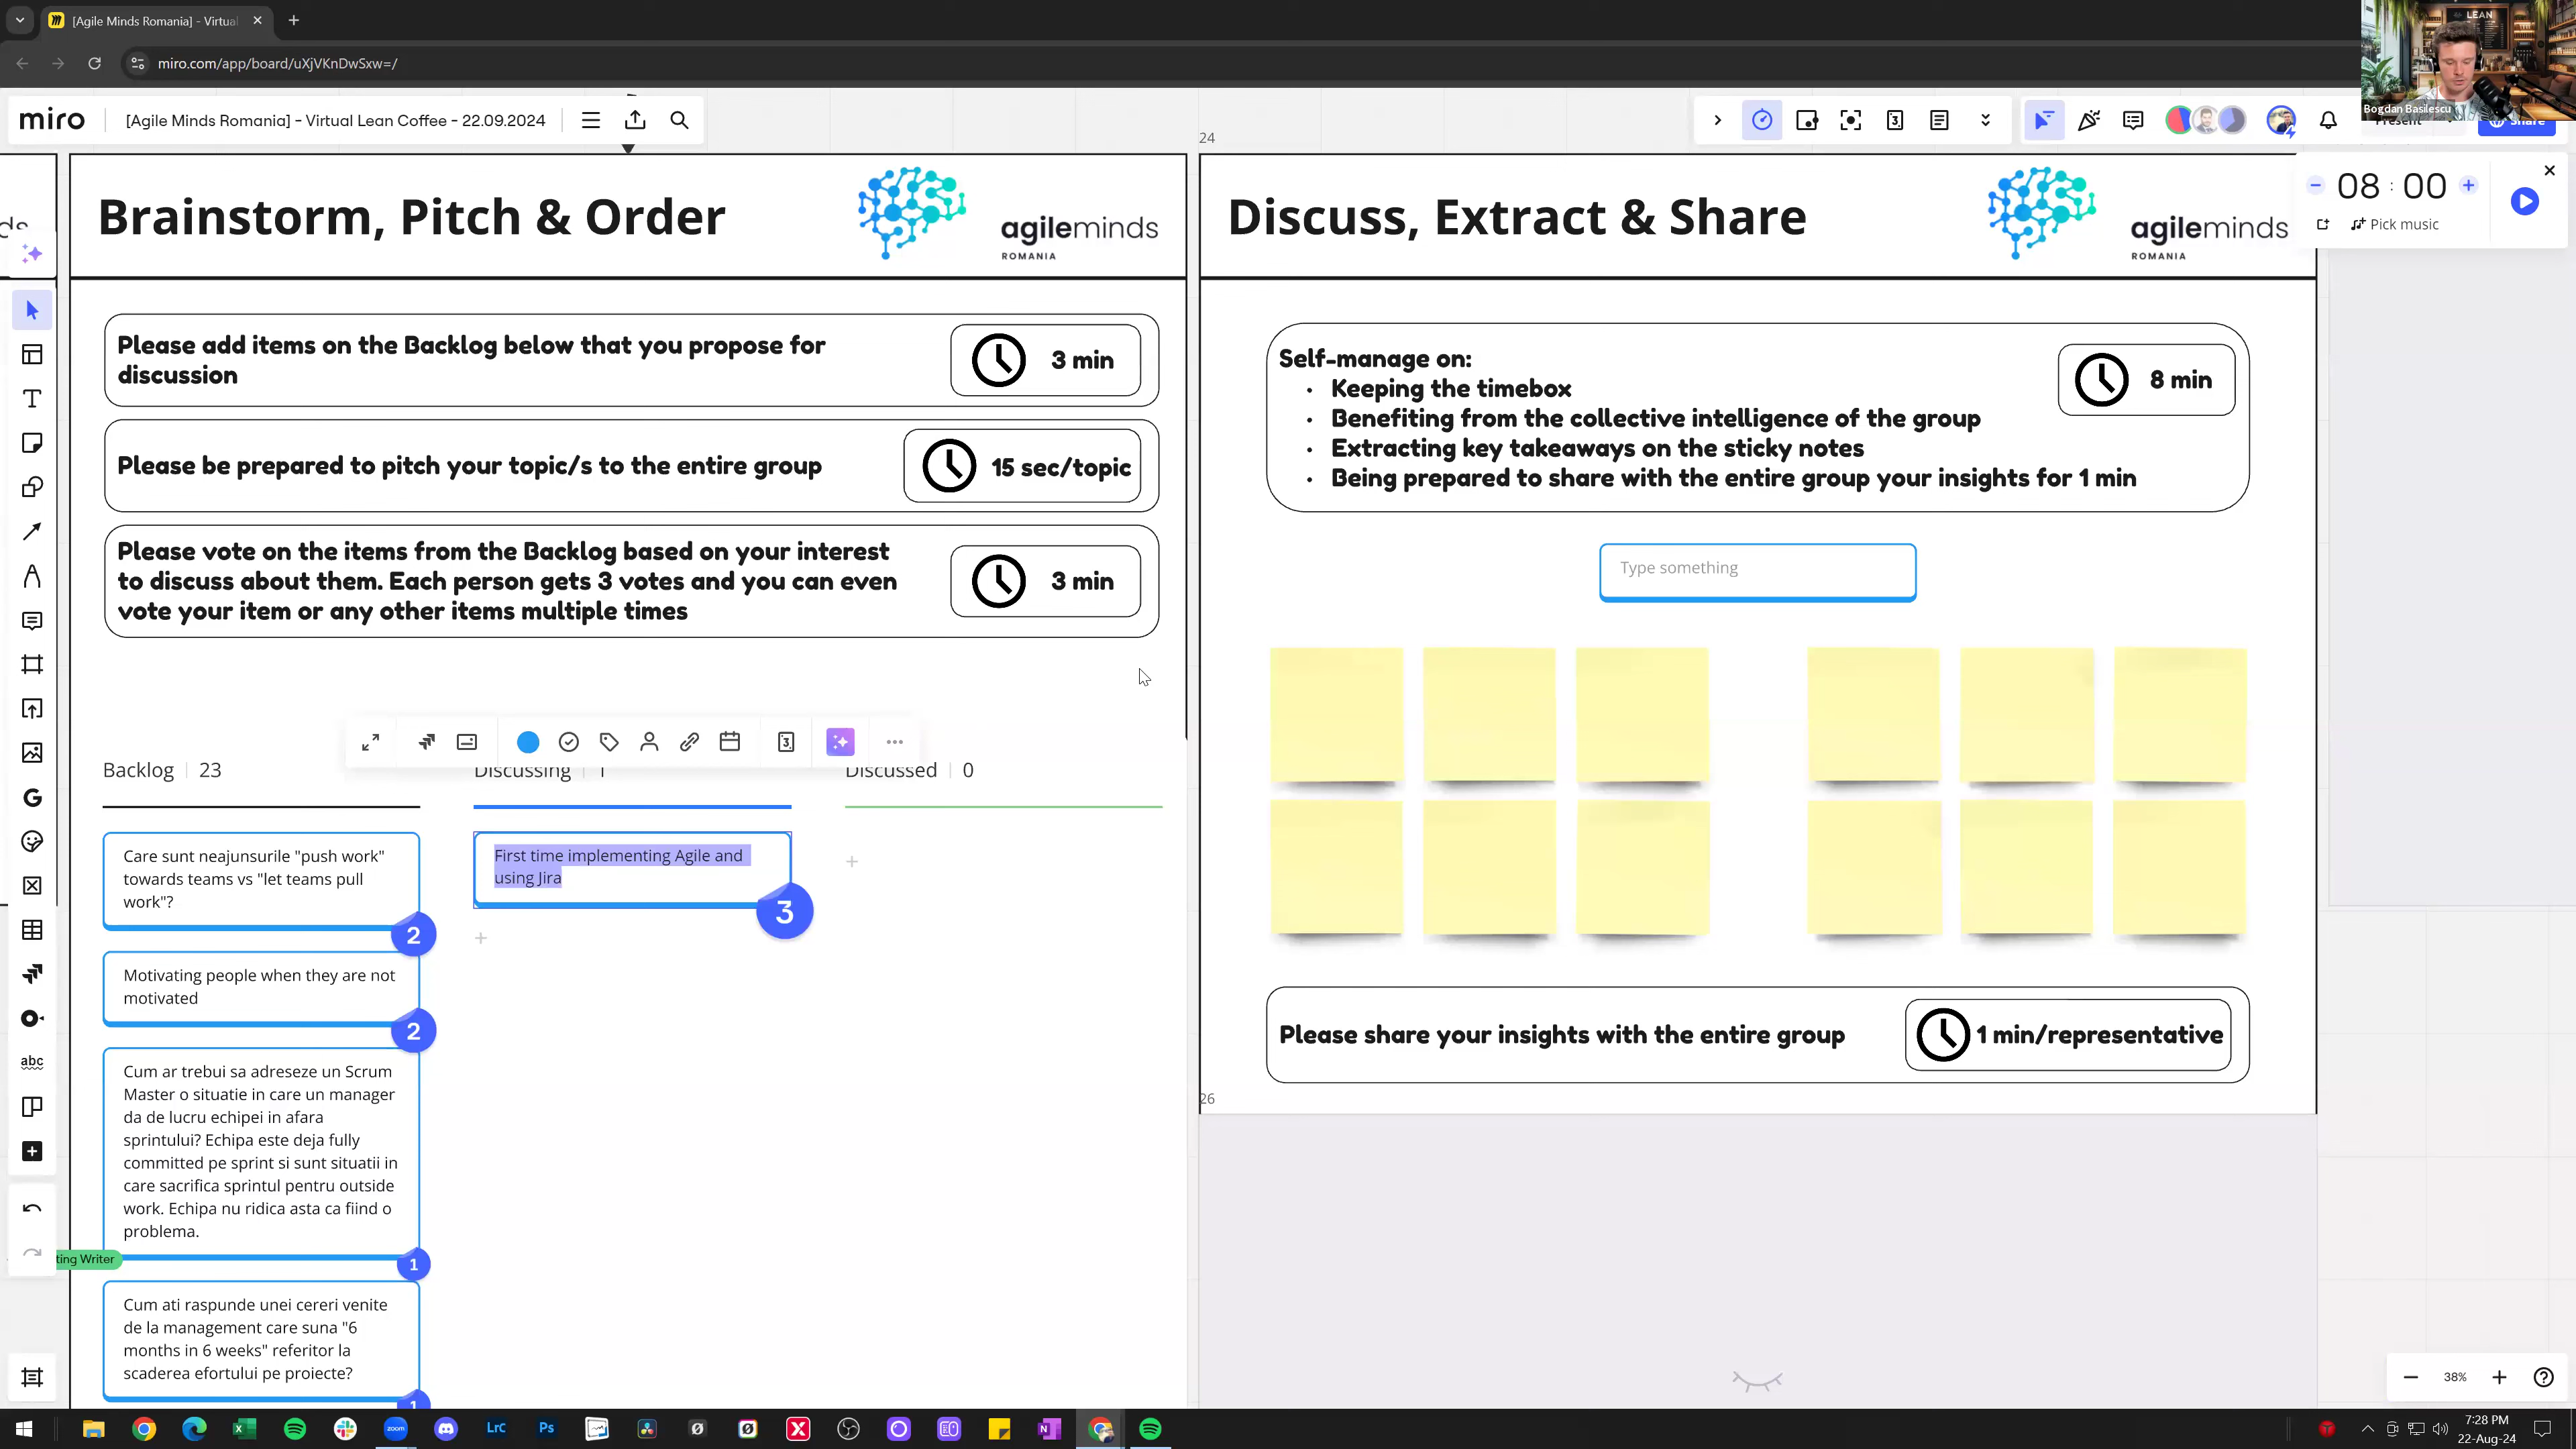 [Agile Minds Romania] - Virtual
miro.com/app/board/uXjVKnDwSxw=/
LEAN
Bogdan Basilescu
miro
[Agile Minds Romania] - Virtual Lean Coffee - 22.09.2024
Share
24
Brainstorm, Pitch & Order
agileminds
ROMANIA
Please add items on the Backlog below that you propose for
discussion
3 min
Please be prepared to pitch your topic/s to the entire group
15 sec/topic
Please vote on the items from the Backlog based on your interest
to discuss about them. Each person gets 3 votes and you can even
vote your item or any other items multiple times
3 min
Backlog 23
Discussing 1
Discussed 0
Care sunt neajunsurile "push work"
towards teams vs "let teams pull
work"?
2
Motivating people when they are not
motivated
2
Cum ar trebui sa adreseze un Scrum
Master o situatie in care un manager
da de lucru echipei in afara
sprintului? Echipa este deja fully
committed pe sprint si sunt situatii in
care sacrifica sprintul pentru outside
work. Echipa nu ridica asta ca fiind o
problema.
1
ting Writer
Cum ati raspunde unei cereri venite
de la management care suna "6
months in 6 weeks" referitor la
scaderea efortului pe proiecte?
1
First time implementing Agile and
using Jira
3
Discuss, Extract & Share
agileminds
ROMANIA
08 : 00
Pick music
Self-manage on:
• Keeping the timebox
• Benefiting from the collective intelligence of the group
• Extracting key takeaways on the sticky notes
• Being prepared to share with the entire group your insights for 1 min
8 min
Type something
Please share your insights with the entire group
1 min/representative
26
abc
38%
zoom
Lrc
Ps
7:28 PM
22-Aug-24